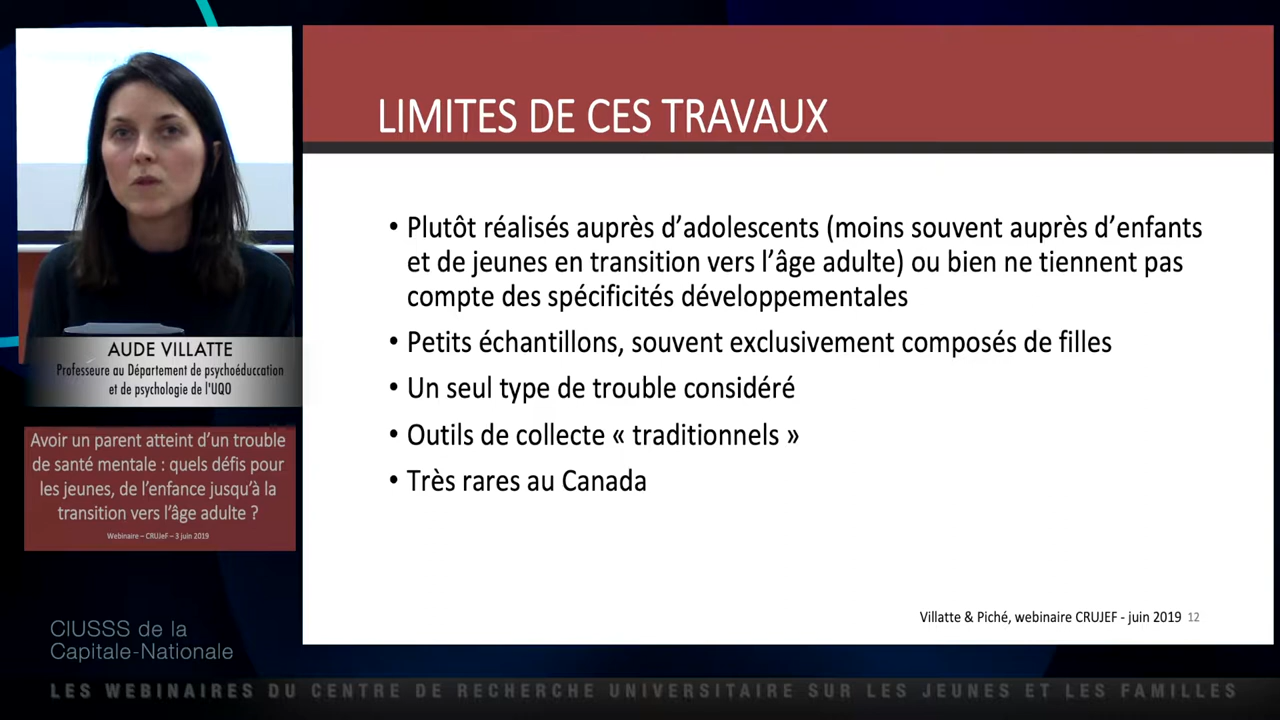 LIMITES DE CES TRAVAUX
• Plutôt réalisés auprès d’adolescents (moins souvent auprès d’enfants
et de jeunes en transition vers l’âge adulte) ou bien ne tiennent pas
compte des spécificités développementales
• Petits échantillons, souvent exclusivement composés de filles
• Un seul type de trouble considéré
• Outils de collecte « traditionnels »
• Très rares au Canada
Villatte & Piché, webinaire CRUJEF - juin 2019 12
AUDE VILLATTE
Professeure au Département de psychoéduccation
et de psychologie de l'UQO
Avoir un parent atteint d’un trouble
de santé mentale : quels défis pour
les jeunes, de l’enfance jusqu’à la
transition vers l’âge adulte ?
Webinaire – CRUJeF – 3 juin 2019
CIUSSS de la
Capitale-Nationale
LES WEBINAIRES DU CENTRE DE RECHERCHE UNIVERSITAIRE SUR LES JEUNES ET LES FAMILLES